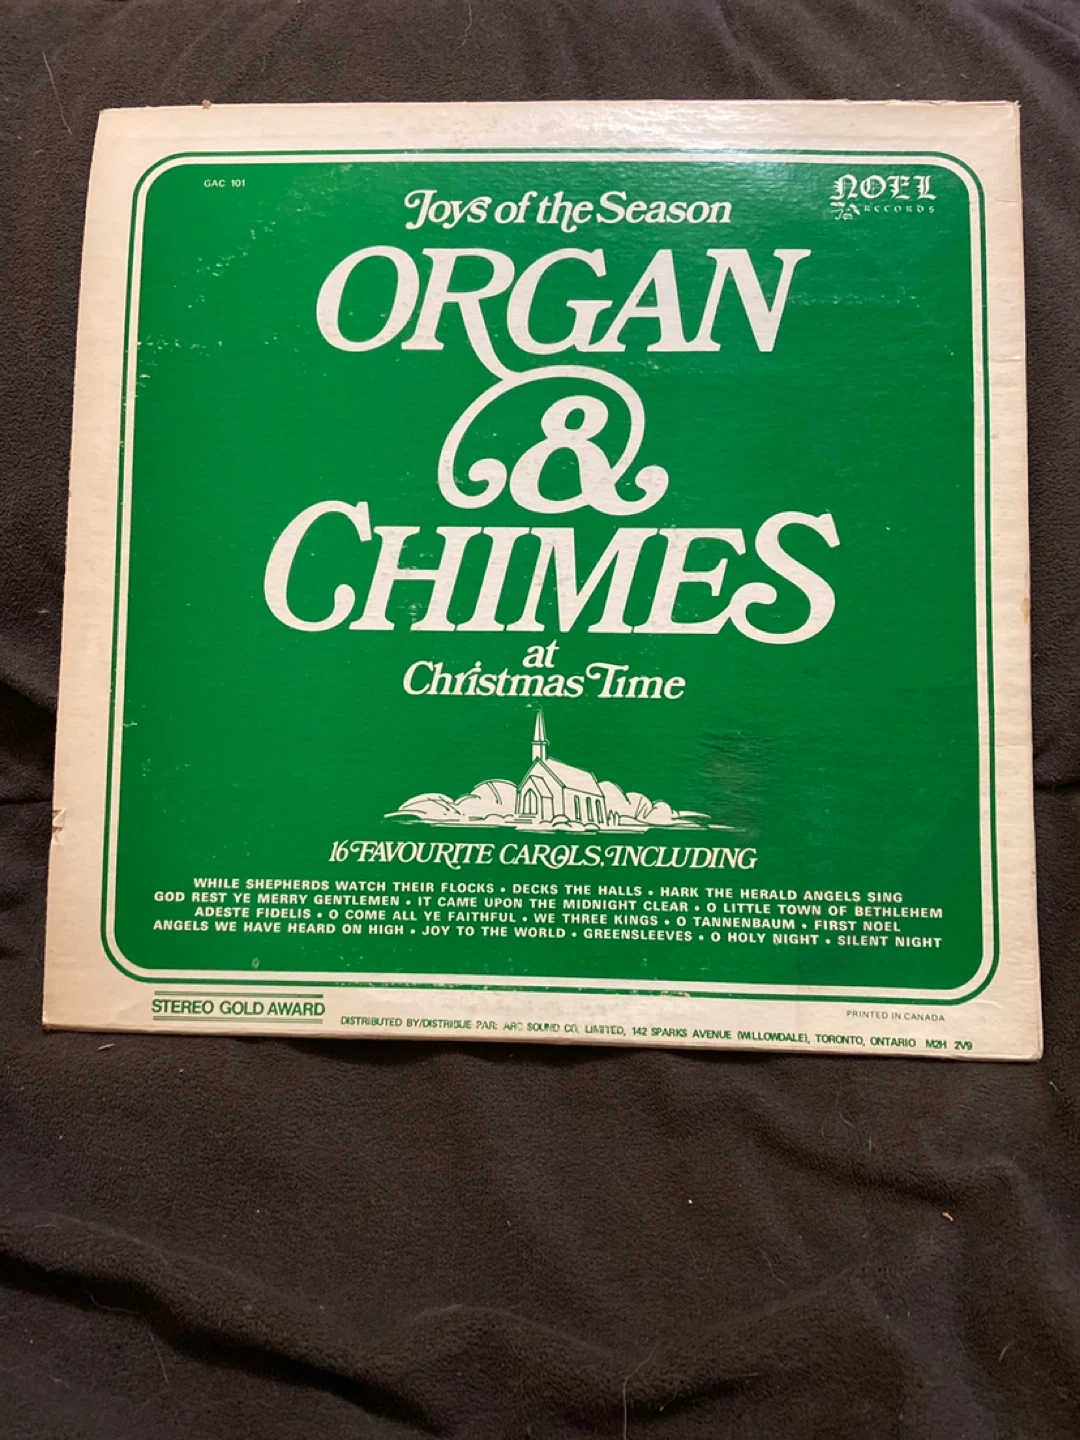 GAC 101
NOEL
RECORDS
Joys of the Season
ORGAN
&
CHIMES
at
Christmas Time
16 FAVOURITE CAROLS, INCLUDING
WHILE SHEPHERDS WATCH THEIR FLOCKS • DECKS THE HALLS • HARK THE HERALD ANGELS SING
GOD REST YE MERRY GENTLEMEN • IT CAME UPON THE MIDNIGHT CLEAR • O LITTLE TOWN OF BETHLEHEM
ADESTE FIDELIS • O COME ALL YE FAITHFUL • WE THREE KINGS • O TANNENBAUM • FIRST NOEL
ANGELS WE HAVE HEARD ON HIGH • JOY TO THE WORLD • GREENSLEEVES • O HOLY NIGHT • SILENT NIGHT
STEREO GOLD AWARD
PRINTED IN CANADA
DISTRIBUTED BY/DISTRIBUE PAR: ARC SOUND CO. LIMITED, 142 SPARKS AVENUE (WILLOWDALE), TORONTO, ONTARIO M2H 2V9